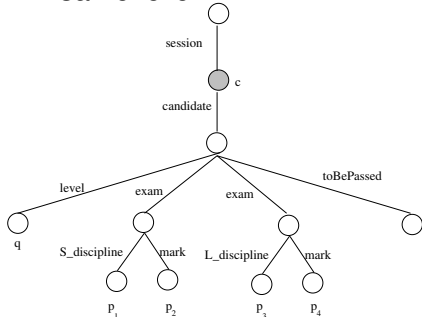 session
c
candidate
level
exam
exam
toBePassed
q
S_discipline
mark
L_discipline
mark
p1
p2
p3
p4